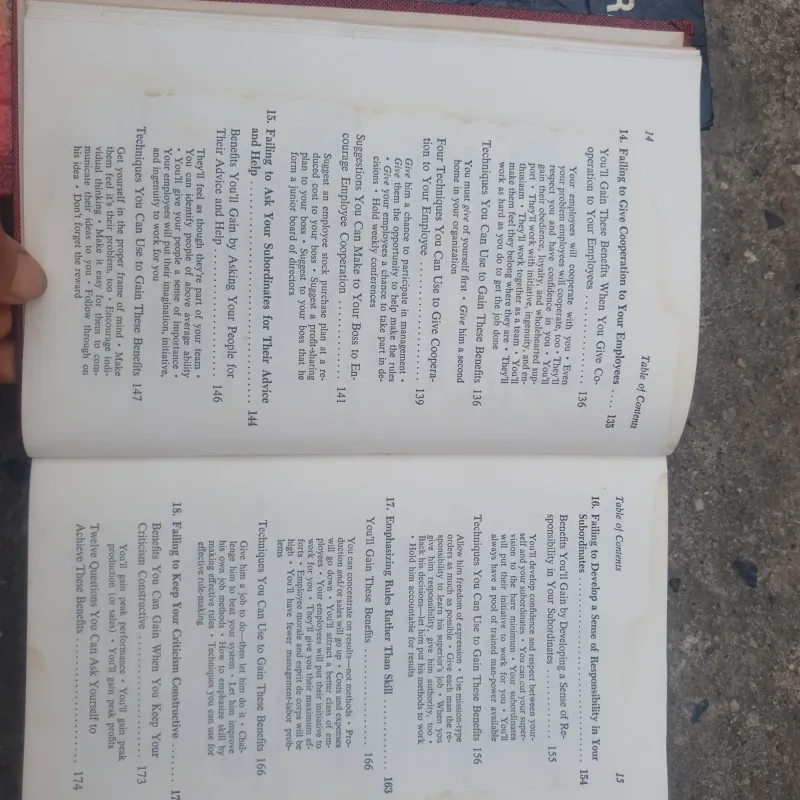 14
Table of Contents
14. Failing to Give Cooperation to Your Employees .... 135
You'll Gain These Benefits When You Give Co-
operation to Your Employees .............. 136
Your employees will cooperate with you • Even
your problem employees will cooperate, too • They'll
respect you and have confidence in you • You'll
gain their obedience, loyalty, and wholehearted sup-
port • They'll work with initiative, ingenuity, and en-
thusiasm • They'll work together as a team • You'll
make them feel they belong where they are • They'll
work as hard as you do to get the job done
Techniques You Can Use to Gain These Benefits 136
You must give of yourself first • Give him a second
home in your organization
Four Techniques You Can Use to Give Coopera-
tion to Your Employee .................. 139
Give him a chance to participate in management •
Give them the opportunity to help make the rules
• Give your employees a chance to take part in de-
cisions • Hold weekly conferences
Suggestions You Can Make to Your Boss to En-
courage Employee Cooperation ............ 141
Suggest an employee stock purchase plan at a re-
duced cost to your boss • Suggest a profit-sharing
plan to your boss • Suggest to your boss that he
form a junior board of directors
15. Failing to Ask Your Subordinates for Their Advice
and Help .............................. 144
Benefits You'll Gain by Asking Your People for
Their Advice and Help .................. 146
They'll feel as though they're part of your team •
You can identify people of above average ability
• You'll give your people a sense of importance •
Your employees will put their imagination, initiative,
and ingenuity to work for you
Techniques You Can Use to Gain These Benefits 147
Get yourself in the proper frame of mind • Make
them feel it's their problem, too • Encourage indi-
vidual thinking • Make it easy for them to com-
municate their ideas to you • Follow through on
his idea • Don't forget the reward
Table of Contents
15
16. Failing to Develop a Sense of Responsibility in Your
Subordinates .......................... 154
Benefits You'll Gain by Developing a Sense of Re-
sponsibility in Your Subordinates .......... 155
You'll develop confidence and respect between your-
self and your subordinates • You can cut your super-
vision to the bare minimum • Your subordinates
will put their initiative to work for you • You'll
always have a pool of trained man-power available
Techniques You Can Use to Gain These Benefits 156
Allow him freedom of expression • Use mission-type
orders as much as possible • Give each man the re-
sponsibility to learn his superior's job • When you
give him responsibility—give him authority, too •
Back his decisions—let him put his methods to work
• Hold him accountable for results
17. Emphasizing Rules Rather Than Skill .......... 163
You'll Gain These Benefits .................. 166
You can concentrate on results—not methods • Pro-
duction and/or sales will go up • Costs and expenses
will go down • You'll attract a better class of em-
ployees • Your employees will put their initiative to
work for you • They'll give you their maximum ef-
forts • Employee morale and esprit de corps will be
high • You'll have fewer management-labor prob-
lems
Techniques You Can Use to Gain These Benefits 166
Give him a job to do—then let him do it • Chal-
lenge him to beat your system • Let him improve
his own job methods • How to emphasize skill by
making effective rules • Techniques you can use for
effective rule-making
18. Failing to Keep Your Criticism Constructive ........
Benefits You Can Gain When You Keep Your
Criticism Constructive .................... 173
You'll gain peak performance • You'll gain peak
production (or sales) • You'll gain peak profits
Twelve Questions You Can Ask Yourself to
Achieve These Benefits .................. 174